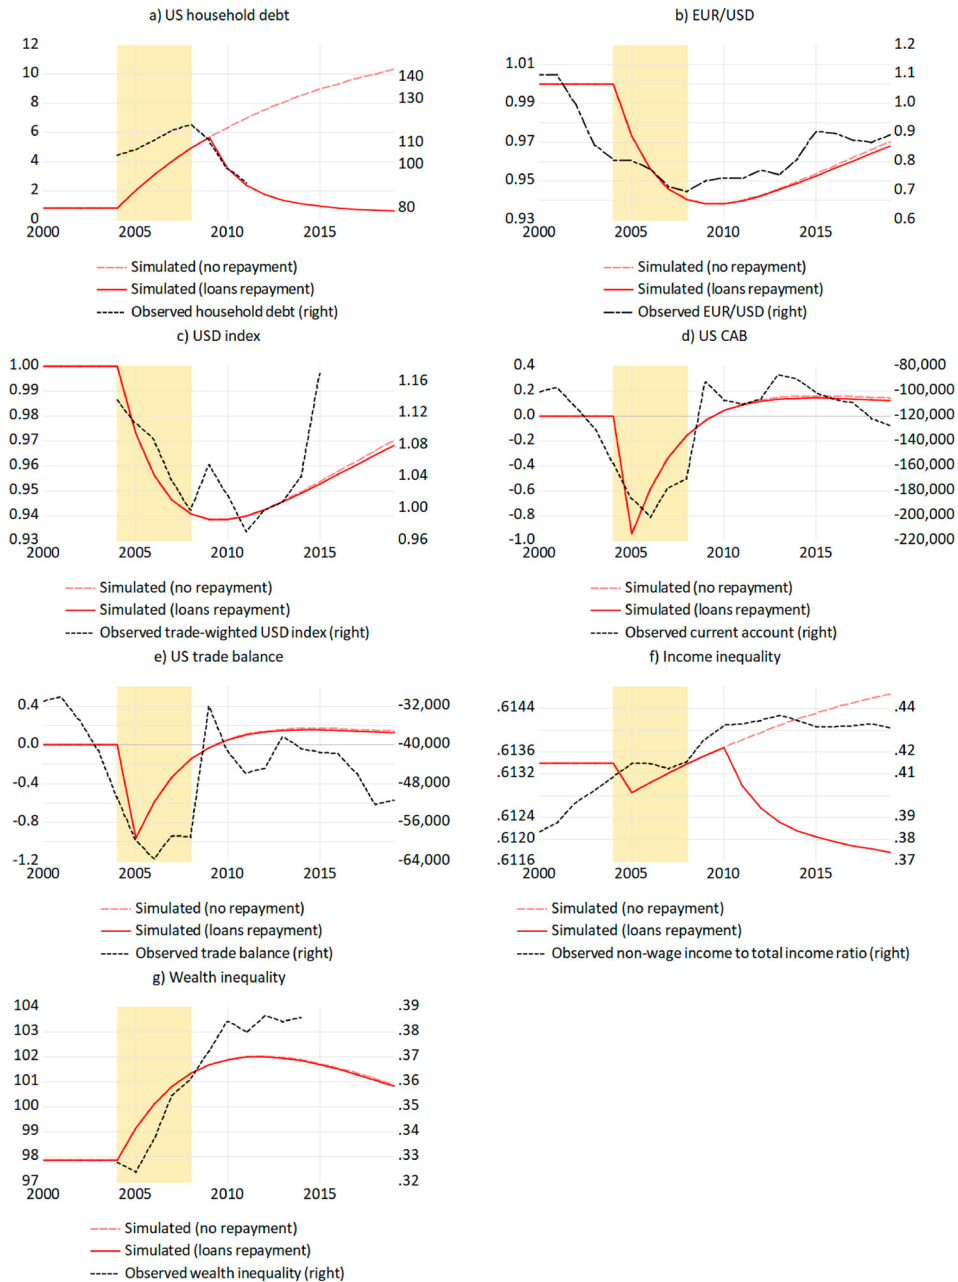 a) US household debt
12
10
8
6
4
2
0
140
130
110
100
80
2000 2005 2010 2015
Simulated (no repayment)
Simulated (loans repayment)
Observed household debt (right)
b) EUR/USD
1.01
0.99
0.97
0.95
0.93
1.2
1.1
1.0
0.9
0.8
0.7
0.6
2000 2005 2010 2015
Simulated (no repayment)
Simulated (loans repayment)
Observed EUR/USD (right)
c) USD index
1.00
0.99
0.98
0.97
0.96
0.95
0.94
0.93
1.16
1.12
1.08
1.04
1.00
0.96
2000 2005 2010 2015
Simulated (no repayment)
Simulated (loans repayment)
Observed trade-wighted USD index (right)
d) US CAB
0.4
0.2
0.0
-0.2
-0.4
-0.6
-0.8
-1.0
-80,000
-100,000
-120,000
-140,000
-160,000
-180,000
-200,000
-220,000
2000 2005 2010 2015
Simulated (no repayment)
Simulated (loans repayment)
Observed current account (right)
e) US trade balance
0.4
0.0
-0.4
-0.8
-1.2
-32,000
-40,000
-48,000
-56,000
-64,000
2000 2005 2010 2015
Simulated (no repayment)
Simulated (loans repayment)
Observed trade balance (right)
f) Income inequality
.6144
.6136
.6132
.6124
.6120
.6116
.44
.42
.41
.39
.38
.37
2000 2005 2010 2015
Simulated (no repayment)
Simulated (loans repayment)
Observed non-wage income to total income ratio (right)
g) Wealth inequality
104
103
102
101
100
99
98
97
.39
.38
.37
.36
.35
.34
.33
.32
2000 2005 2010 2015
Simulated (no repayment)
Simulated (loans repayment)
Observed wealth inequality (right)